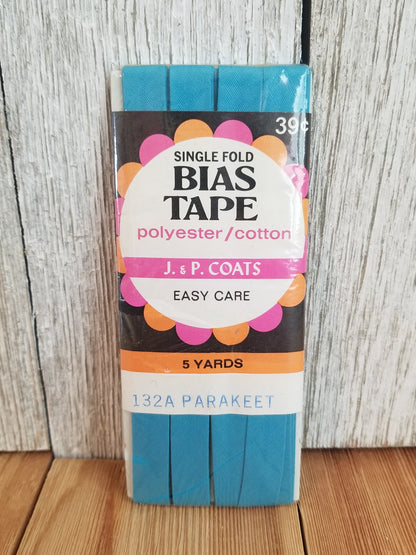 39¢
SINGLE FOLD
BIAS
TAPE
polyester/cotton
J. & P. COATS
EASY CARE
5 YARDS
132A PARAKEET